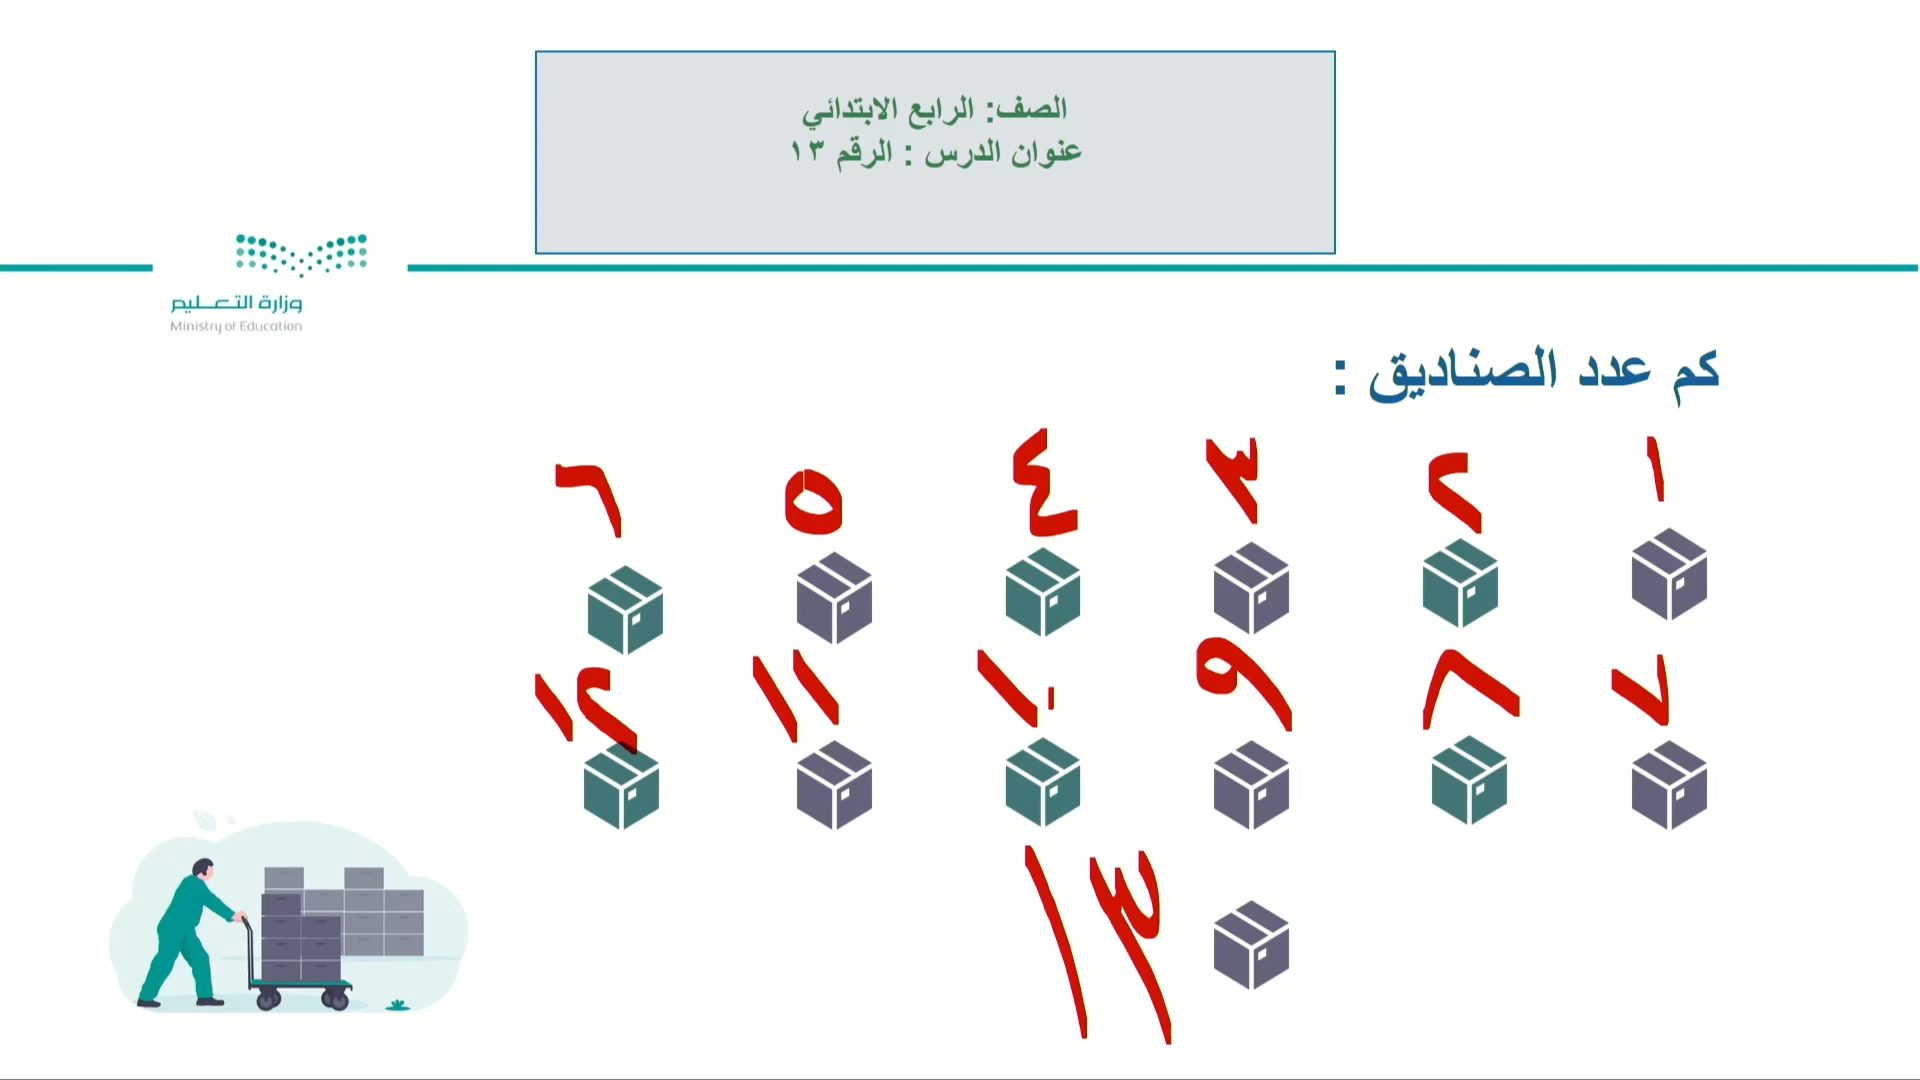 الصف: الرابع الابتدائي
عنوان الدرس : الرقم ١٣
وزارة التعليم
Ministry of Education
كم عدد الصناديق :
١ ٢ ٣ ٤ ٥ ٦
٧ ٨ ٩ ١٠ ١١ ١٢
١٣